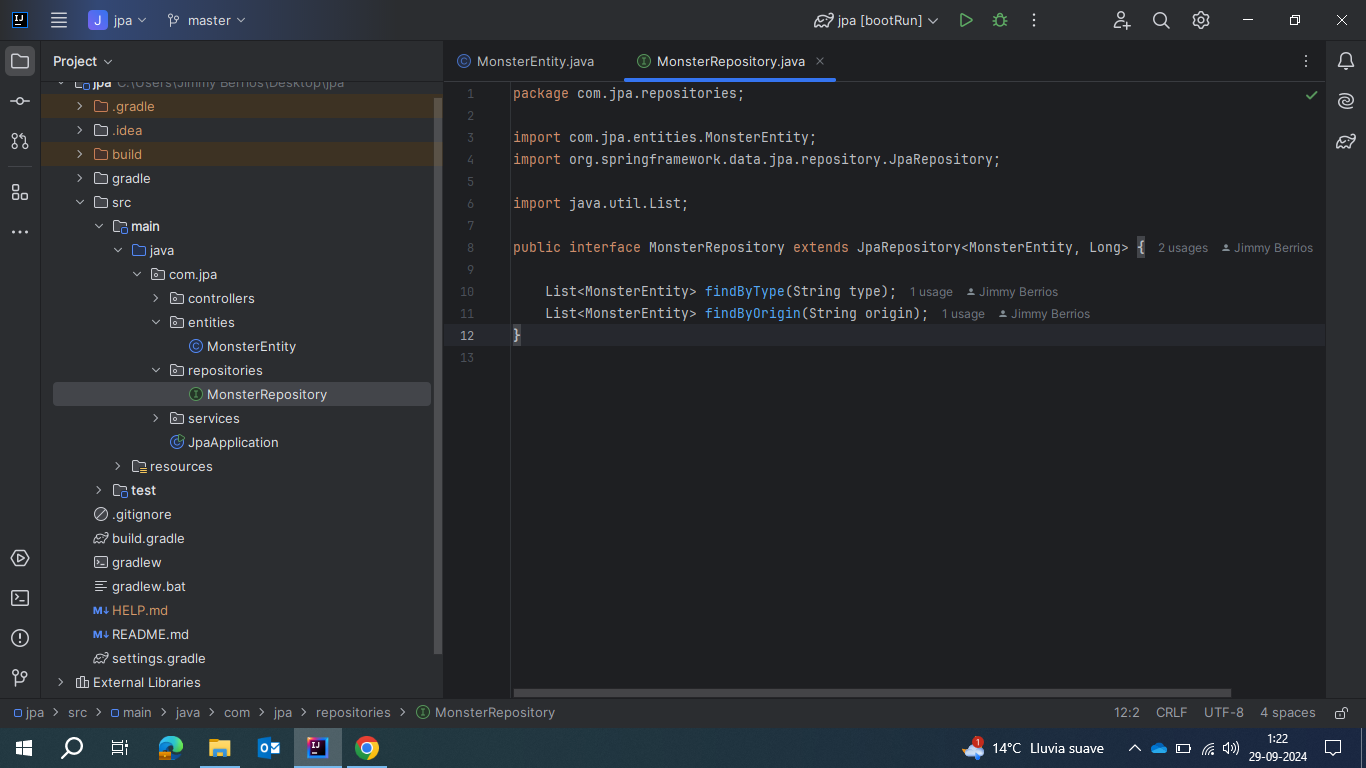 J jpa master jpa [bootRun]
Project
jpa C:\Users\Jimmy Berrios\Desktop\jpa
.gradle
.idea
build
gradle
src
main
java
com.jpa
controllers
entities
MonsterEntity
repositories
MonsterRepository
services
JpaApplication
resources
test
.gitignore
build.gradle
gradlew
gradlew.bat
M↓ HELP.md
M↓ README.md
settings.gradle
External Libraries
MonsterEntity.java MonsterRepository.java
1 package com.jpa.repositories;
2
3 import com.jpa.entities.MonsterEntity;
4 import org.springframework.data.jpa.repository.JpaRepository;
5
6 import java.util.List;
7
8 public interface MonsterRepository extends JpaRepository<MonsterEntity, Long> { 2 usages Jimmy Berrios
9
10 List<MonsterEntity> findByType(String type); 1 usage Jimmy Berrios
11 List<MonsterEntity> findByOrigin(String origin); 1 usage Jimmy Berrios
12 }
13
jpa > src > main > java > com > jpa > repositories > MonsterRepository 12:2 CRLF UTF-8 4 spaces
1 14°C Lluvia suave 1:22
29-09-2024